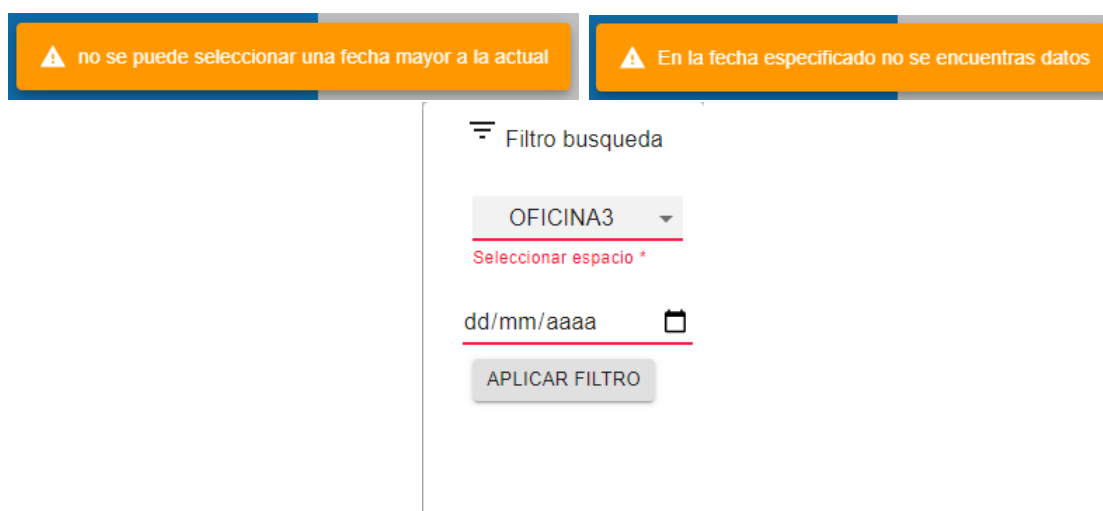 no se puede seleccionar una fecha mayor a la actual
En la fecha especificado no se encuentras datos
Filtro busqueda
OFICINA3
Seleccionar espacio *
dd/mm/aaaa
APLICAR FILTRO